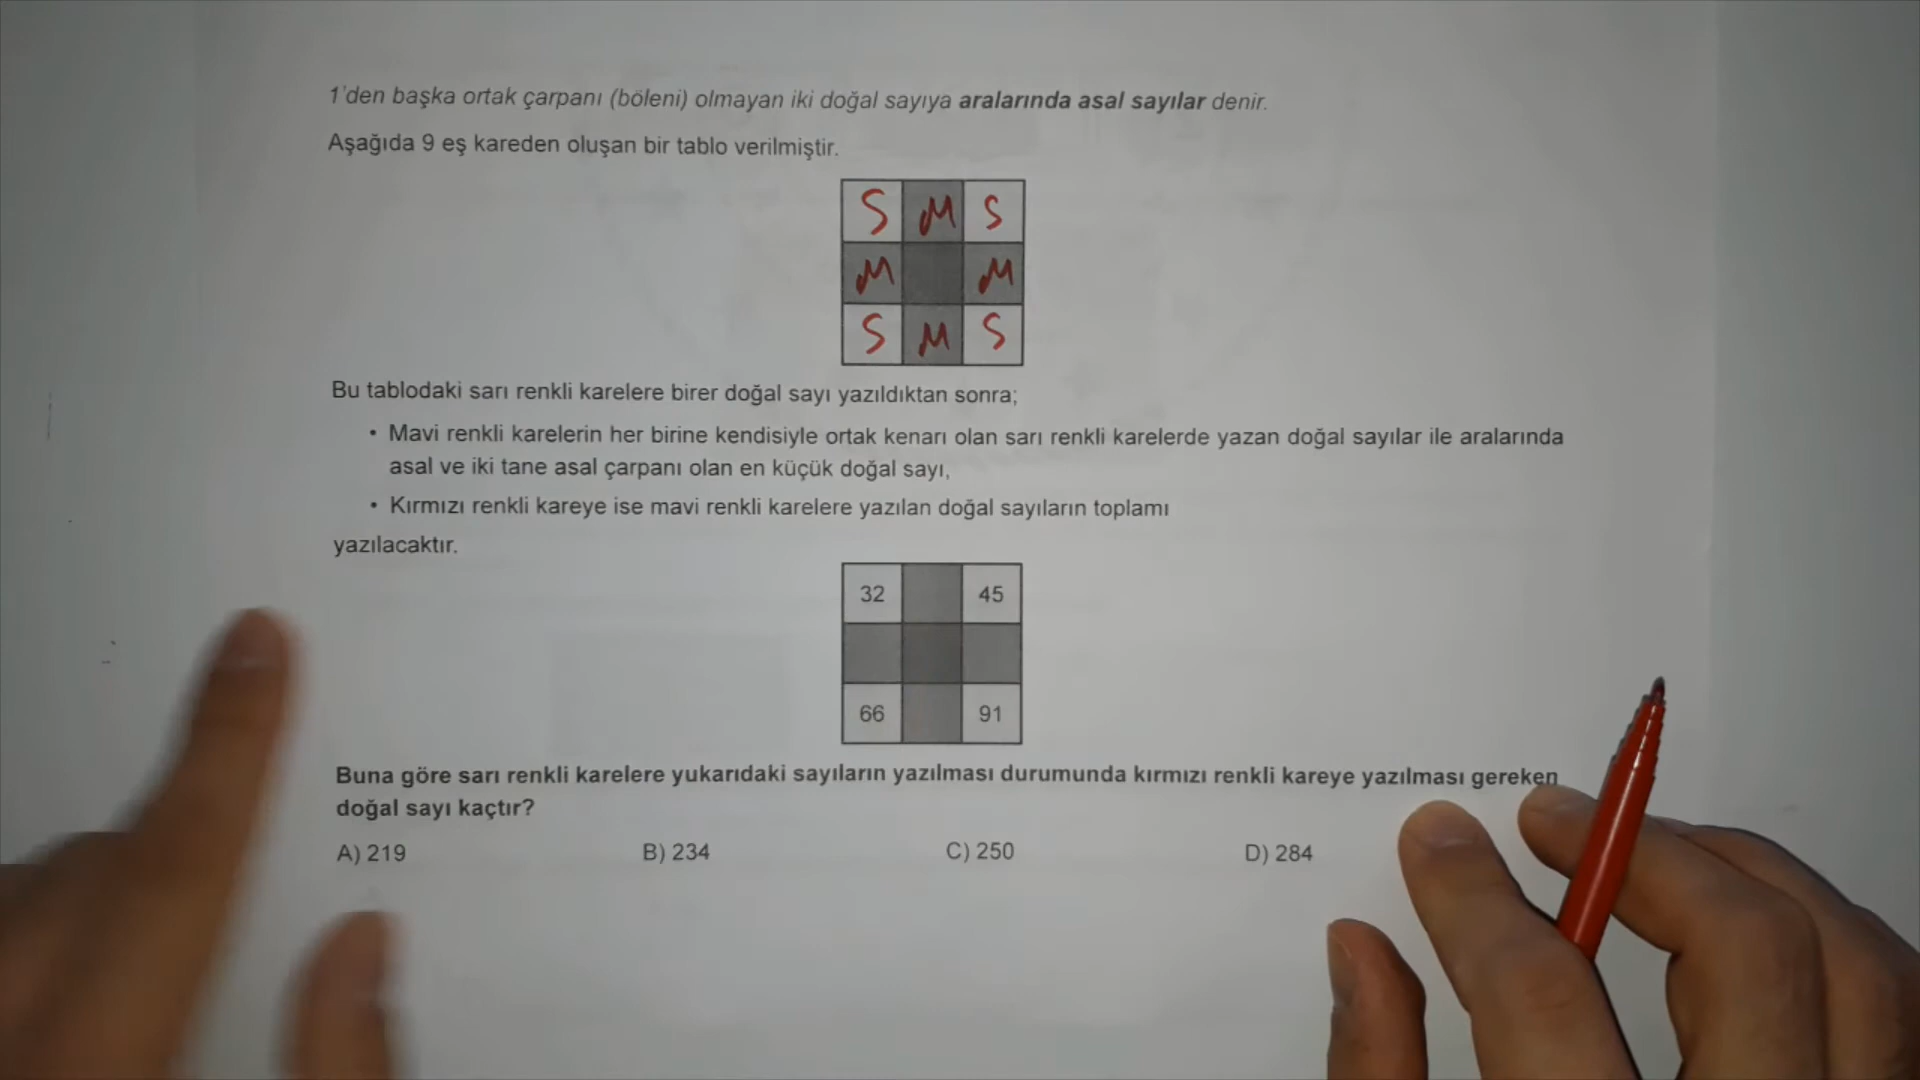 1'den başka ortak çarpanı (böleni) olmayan iki doğal sayıya aralarında asal sayılar denir.
Aşağıda 9 eş kareden oluşan bir tablo verilmiştir.
S M S
M M
S M S
Bu tablodaki sarı renkli karelere birer doğal sayı yazıldıktan sonra;
• Mavi renkli karelerin her birine kendisiyle ortak kenarı olan sarı renkli karelerde yazan doğal sayılar ile aralarında
asal ve iki tane asal çarpanı olan en küçük doğal sayı,
• Kırmızı renkli kareye ise mavi renkli karelere yazılan doğal sayıların toplamı
yazılacaktır.
32 45
66 91
Buna göre sarı renkli karelere yukarıdaki sayıların yazılması durumunda kırmızı renkli kareye yazılması gereken
doğal sayı kaçtır?
A) 219 B) 234 C) 250 D) 284